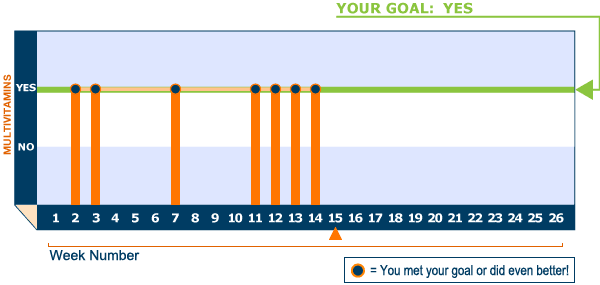 YOUR GOAL: YES
MULTIVITAMINS
YES
NO
1 2 3 4 5 6 7 8 9 10 11 12 13 14 15 16 17 18 19 20 21 22 23 24 25 26
Week Number
= You met your goal or did even better!